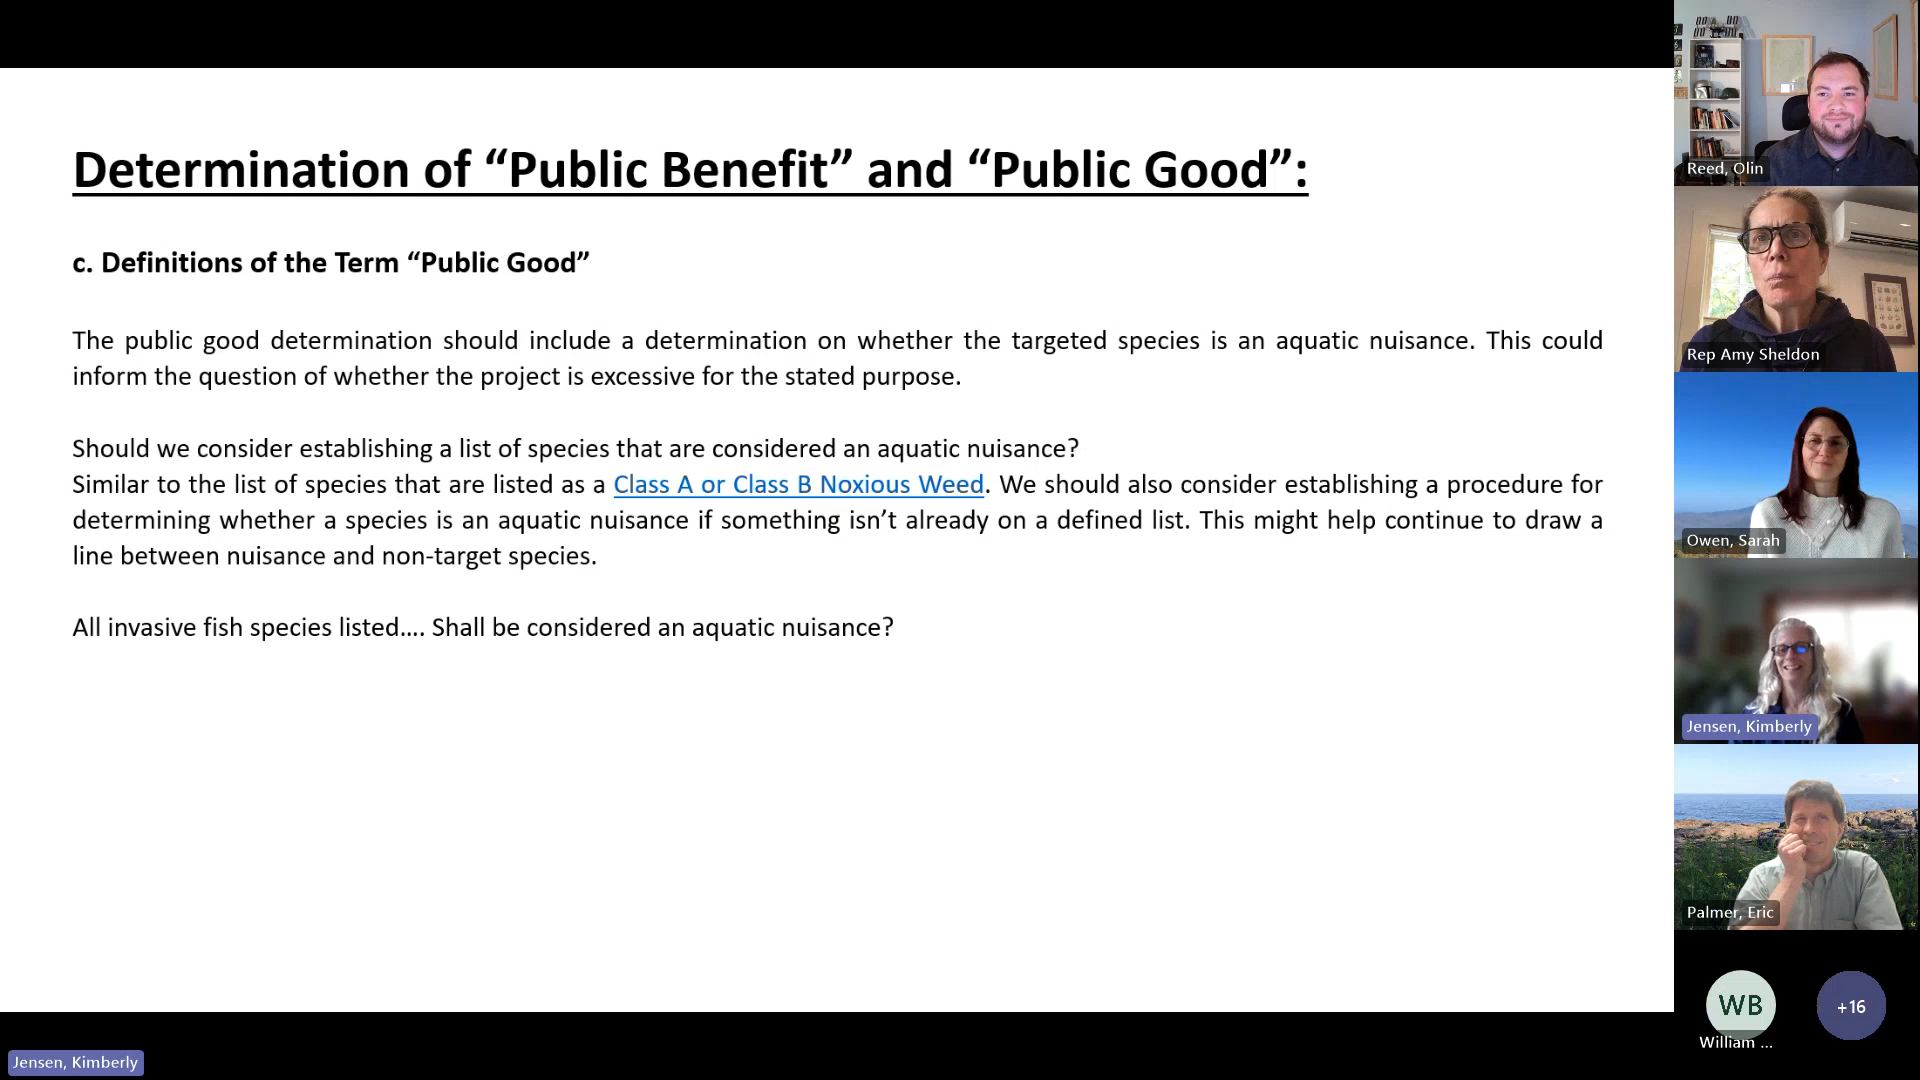 Determination of “Public Benefit” and “Public Good”:
c. Definitions of the Term “Public Good”
The public good determination should include a determination on whether the targeted species is an aquatic nuisance. This could
inform the question of whether the project is excessive for the stated purpose.
Should we consider establishing a list of species that are considered an aquatic nuisance?
Similar to the list of species that are listed as a Class A or Class B Noxious Weed. We should also consider establishing a procedure for
determining whether a species is an aquatic nuisance if something isn’t already on a defined list. This might help continue to draw a
line between nuisance and non-target species.
All invasive fish species listed…. Shall be considered an aquatic nuisance?
Reed, Olin
Rep Amy Sheldon
Owen, Sarah
Jensen, Kimberly
Palmer, Eric
WB
+16
William ...
Jensen, Kimberly